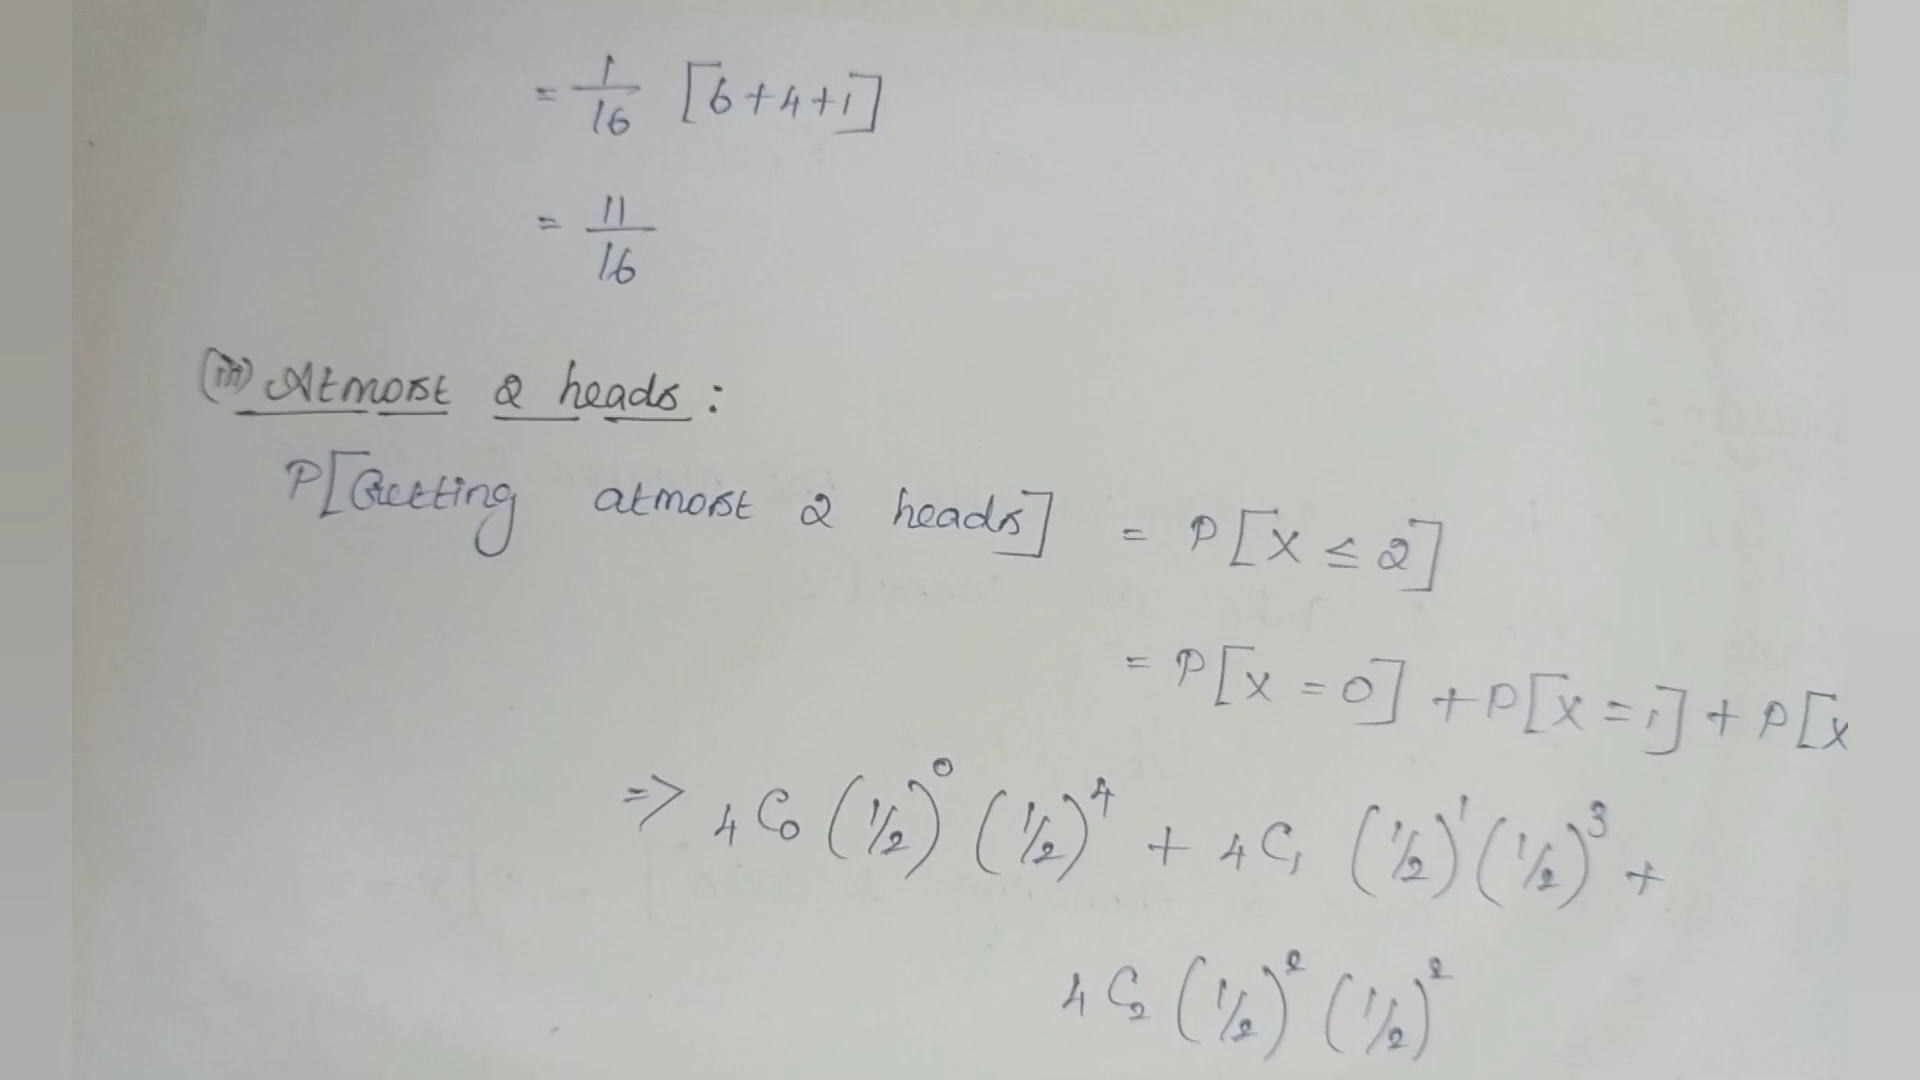 = 1/16 [6+4+1]
= 11/16
(iii) Atmost 2 heads :
P[Getting atmost 2 heads] = P[X ≤ 2]
= P[X = 0] + P[X = 1] + P[X
=> 4C₀ (1/2)⁰ (1/2)⁴ + 4C₁ (1/2)¹ (1/2)³ +
4C₂ (1/2)² (1/2)²